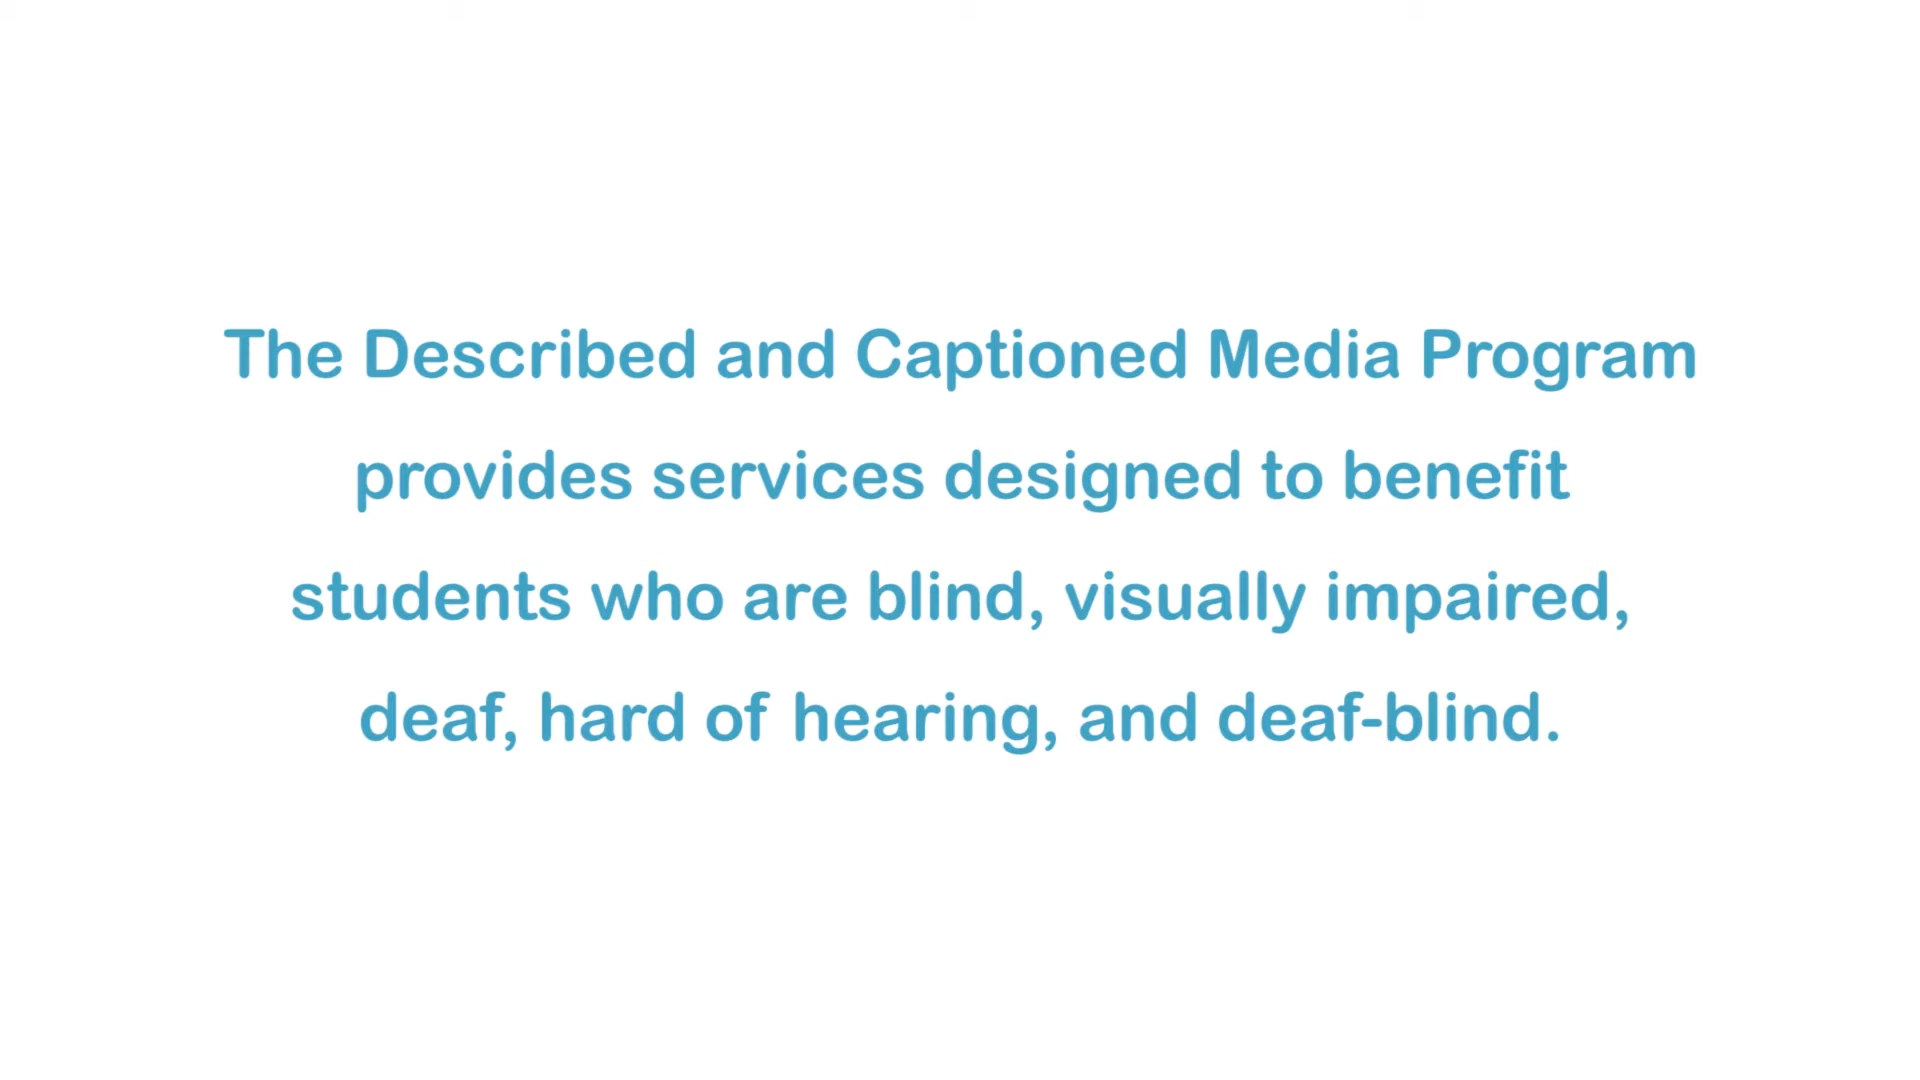 The Described and Captioned Media Program
provides services designed to benefit
students who are blind, visually impaired,
deaf, hard of hearing, and deaf-blind.